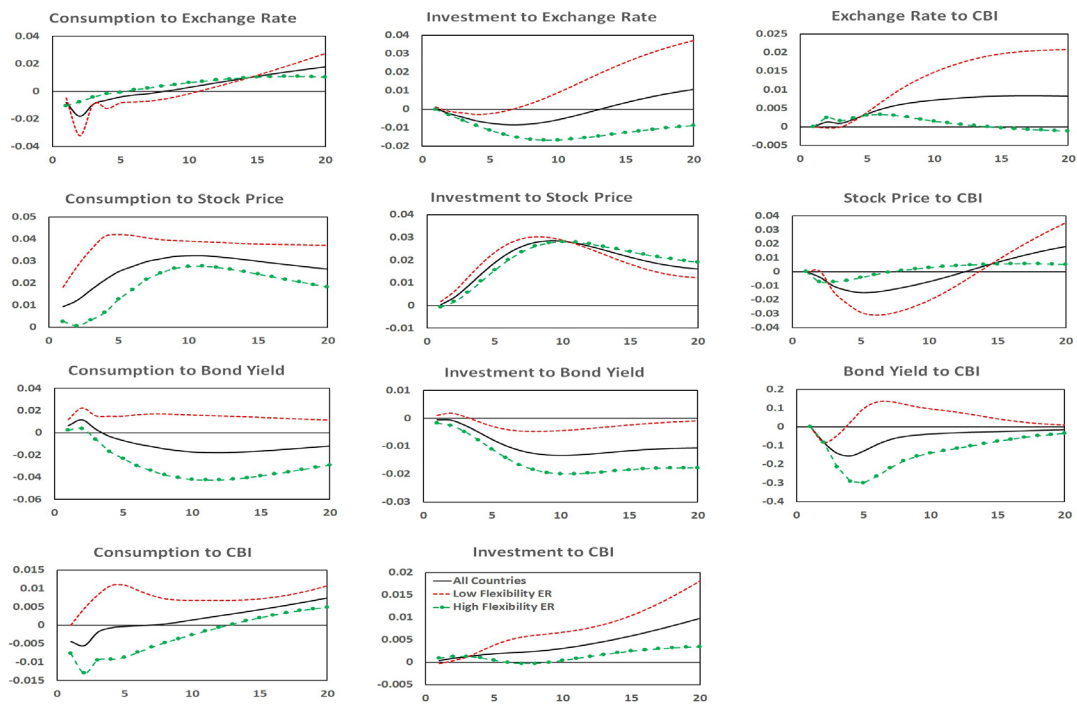 Consumption to Exchange Rate
0.04
0.02
0
-0.02
-0.04
0 5 10 15 20
Investment to Exchange Rate
0.04
0.03
0.02
0.01
0
-0.01
-0.02
0 5 10 15 20
Exchange Rate to CBI
0.025
0.02
0.015
0.01
0.005
0
-0.005
0 5 10 15 20
Consumption to Stock Price
0.05
0.04
0.03
0.02
0.01
0
0 5 10 15 20
Investment to Stock Price
0.04
0.03
0.02
0.01
0
-0.01
0 5 10 15 20
Stock Price to CBI
0.04
0.03
0.02
0.01
0
-0.01
-0.02
-0.03
-0.04
0 5 10 15 20
Consumption to Bond Yield
0.04
0.02
0
-0.02
-0.04
-0.06
0 5 10 15 20
Investment to Bond Yield
0.01
0
-0.01
-0.02
-0.03
0 5 10 15 20
Bond Yield to CBI
0.2
0.1
0
-0.1
-0.2
-0.3
-0.4
0 5 10 15 20
Consumption to CBI
0.015
0.01
0.005
0
-0.005
-0.01
-0.015
0 5 10 15 20
Investment to CBI
0.02
0.015
0.01
0.005
0
-0.005
0 5 10 15 20
All Countries
Low Flexibility ER
High Flexibility ER